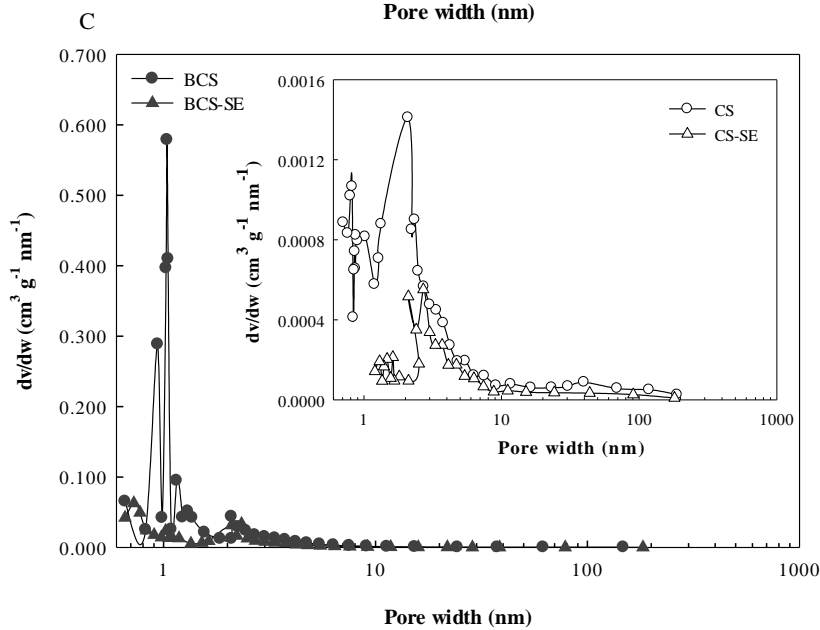 Pore width (nm)
C
0.700
0.600
0.500
0.400
0.300
0.200
0.100
0.000
dv/dw (cm³ g⁻¹ nm⁻¹)
BCS
BCS-SE
0.0016
0.0012
0.0008
0.0004
0.0000
dv/dw (cm³ g⁻¹ nm⁻¹)
CS
CS-SE
1 10 100 1000
Pore width (nm)
1 10 100 1000
Pore width (nm)